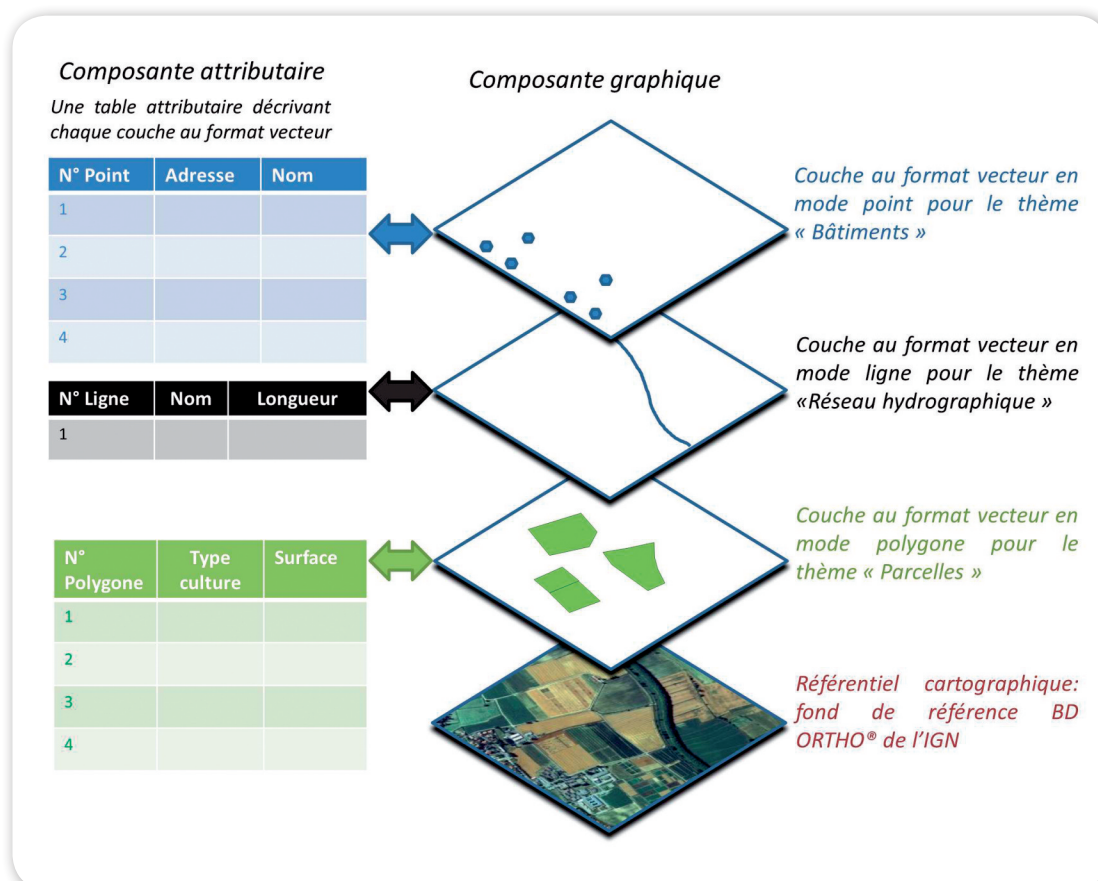 Composante attributaire
Une table attributaire décrivant
chaque couche au format vecteur
Composante graphique
N° Point Adresse Nom
1
2
3
4
Couche au format vecteur en
mode point pour le thème
« Bâtiments »
N° Ligne Nom Longueur
1
Couche au format vecteur en
mode ligne pour le thème
«Réseau hydrographique »
N°
Polygone
Type
culture
Surface
1
2
3
4
Couche au format vecteur en
mode polygone pour le
thème « Parcelles »
Référentiel cartographique:
fond de référence BD
ORTHO® de l'IGN